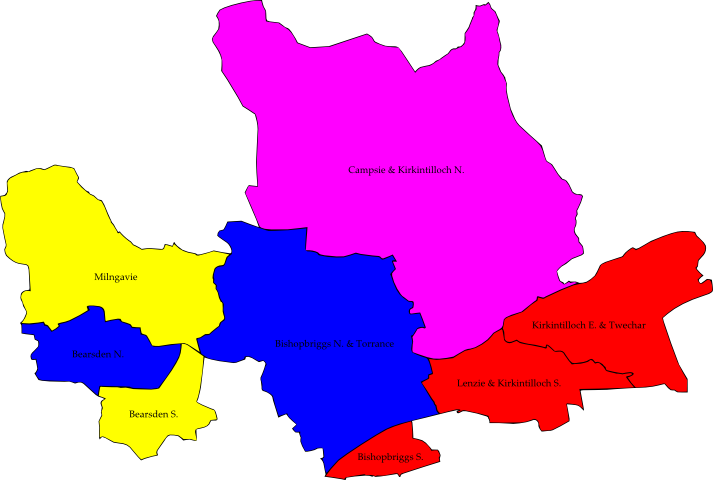 Campsie & Kirkintilloch N.
Milngavie
Kirkintilloch E. & Twechar
Bishopbriggs N. & Torrance
Bearsden N.
Lenzie & Kirkintilloch S.
Bearsden S.
Bishopbriggs S.